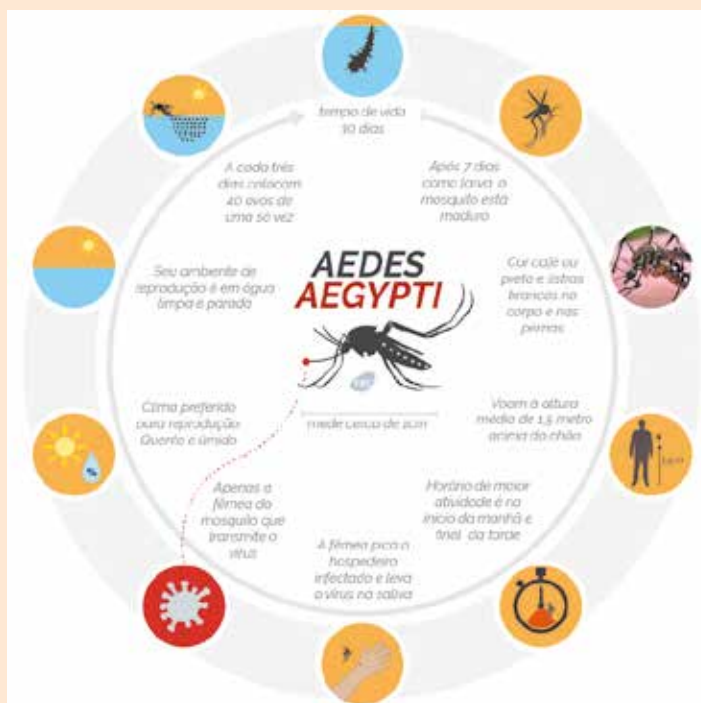 tempo de vida
30 dias
Após 7 dias
como larva o
mosquito está
maduro
Cor café ou
preto e listras
brancas no
corpo e nas
pernas
Voam à altura
média de 1,5 metro
acima do chão
Horário de maior
atividade é no
início da manhã e
final da tarde
A fêmea pica o
hospedeiro
infectado e leva
o vírus na saliva
Apenas a
fêmea do
mosquito que
transmite o
vírus
Clima preferido
para reprodução:
Quente e úmido
Seu ambiente de
reprodução é em água
limpa e parada
A cada três
dias colocam
40 ovos de
uma só vez
AEDES
AEGYPTI
mede cerca de 1cm